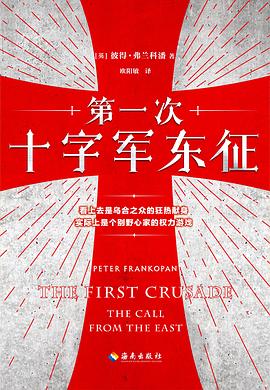 [英] 彼得·弗兰科潘 著
欧阳敏 译
第一次
十字军东征
看上去是乌合之众的狂热献身
实际上是个别野心家的权力游戏
PETER FRANKOPAN
THE FIRST CRUSADE
THE CALL
FROM THE EAST
海南出版社